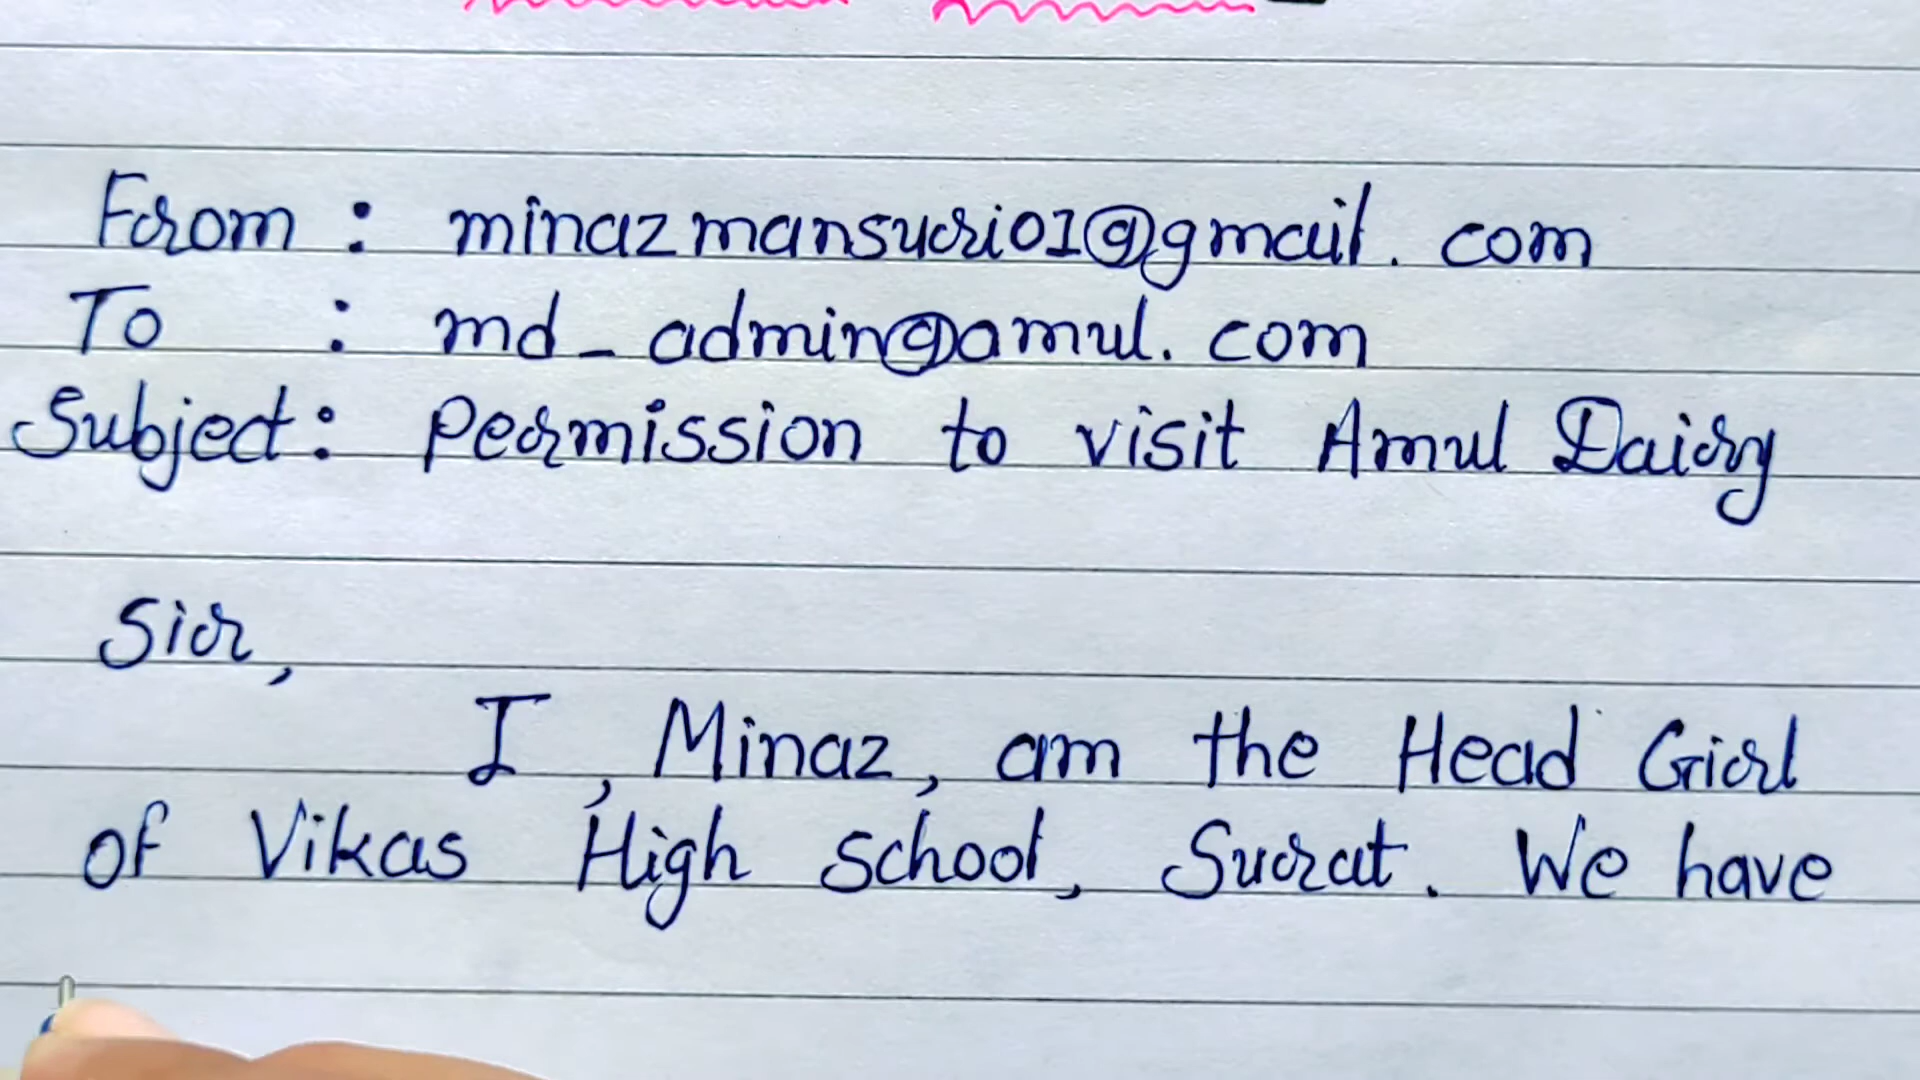 From : minazmansuri01@gmail.com
To : md_admin@amul.com
Subject : Permission to visit Amul Dairy
Sir,
I, Minaz, am the Head Girl
of Vikas High School, Surat. We have